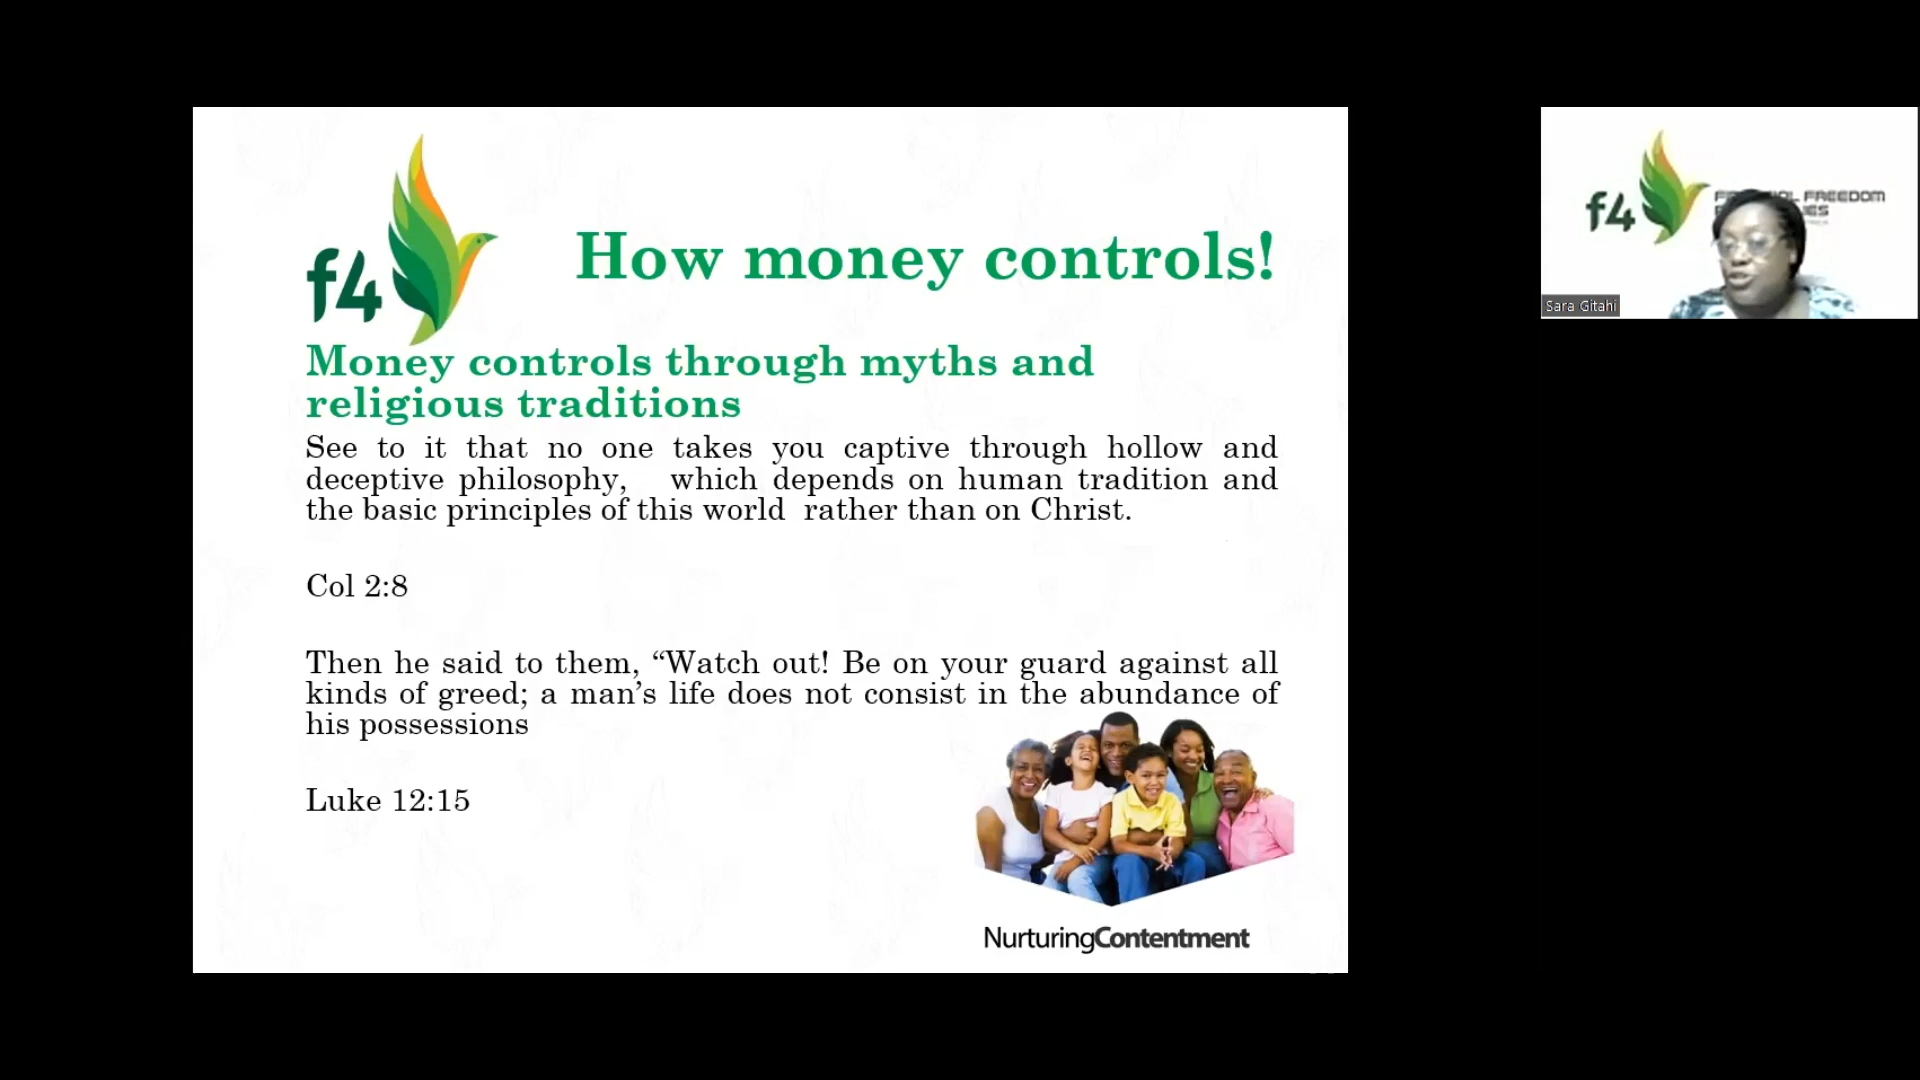 f4
How money controls!
Money controls through myths and
religious traditions
See to it that no one takes you captive through hollow and
deceptive philosophy, which depends on human tradition and
the basic principles of this world rather than on Christ.
Col 2:8
Then he said to them, “Watch out! Be on your guard against all
kinds of greed; a man’s life does not consist in the abundance of
his possessions
Luke 12:15
NurturingContentment
f4
FREEDOM
Sara Gitahi